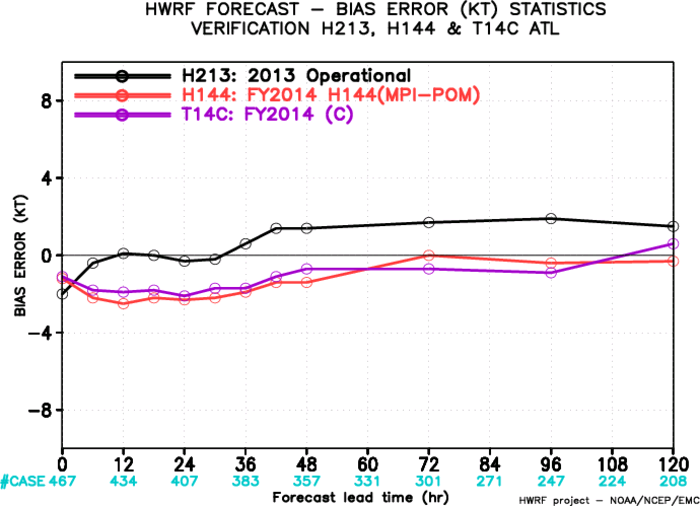 HWRF FORECAST – BIAS ERROR (KT) STATISTICS
VERIFICATION H213, H144 & T14C ATL
H213: 2013 Operational
H144: FY2014 H144(MPI–POM)
T14C: FY2014 (C)
8
4
0
–4
–8
BIAS ERROR (KT)
0 12 24 36 48 60 72 84 96 108 120
#CASE 467 434 407 383 357 331 301 271 247 224 208
Forecast lead time (hr)
HWRF project – NOAA/NCEP/EMC